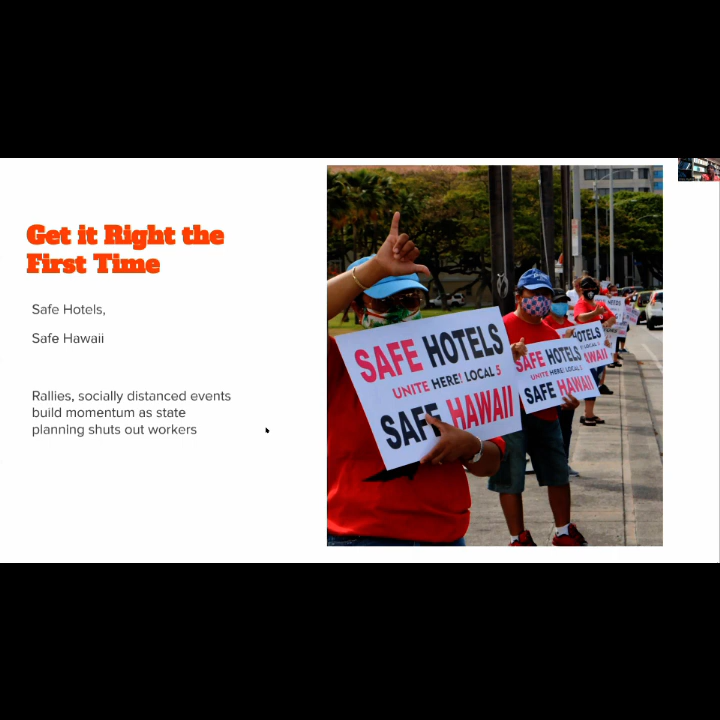 Get it Right the
First Time
Safe Hotels,
Safe Hawaii
Rallies, socially distanced events
build momentum as state
planning shuts out workers
SAFE HOTELS
UNITE HERE! LOCAL 5
SAFE HAWAII
SAFE HOTELS
UNITE HERE! LOCAL 5
SAFE HAWAII
HOTELS
HAWAII